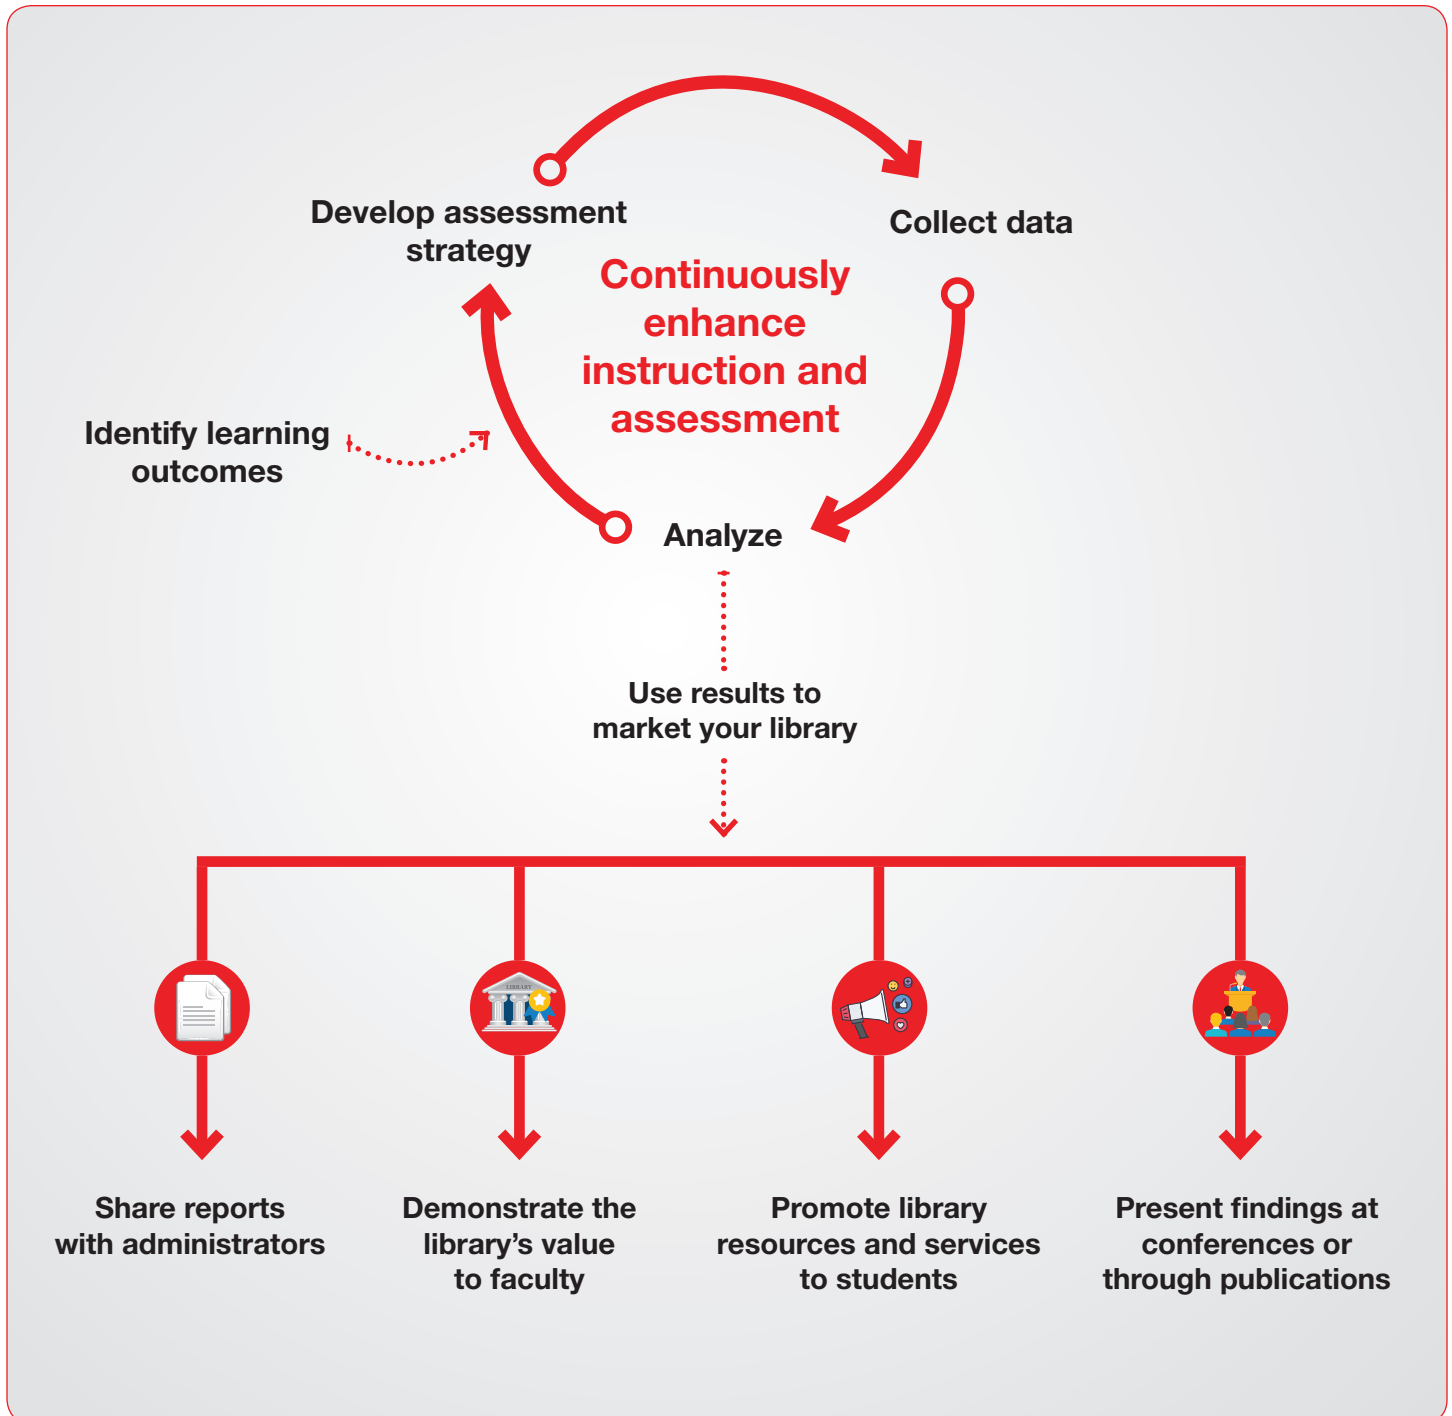 Develop assessment
strategy
Collect data
Continuously
enhance
instruction and
assessment
Identify learning
outcomes
Analyze
Use results to
market your library
LIBRARY
Share reports
with administrators
Demonstrate the
library’s value
to faculty
Promote library
resources and services
to students
Present findings at
conferences or
through publications